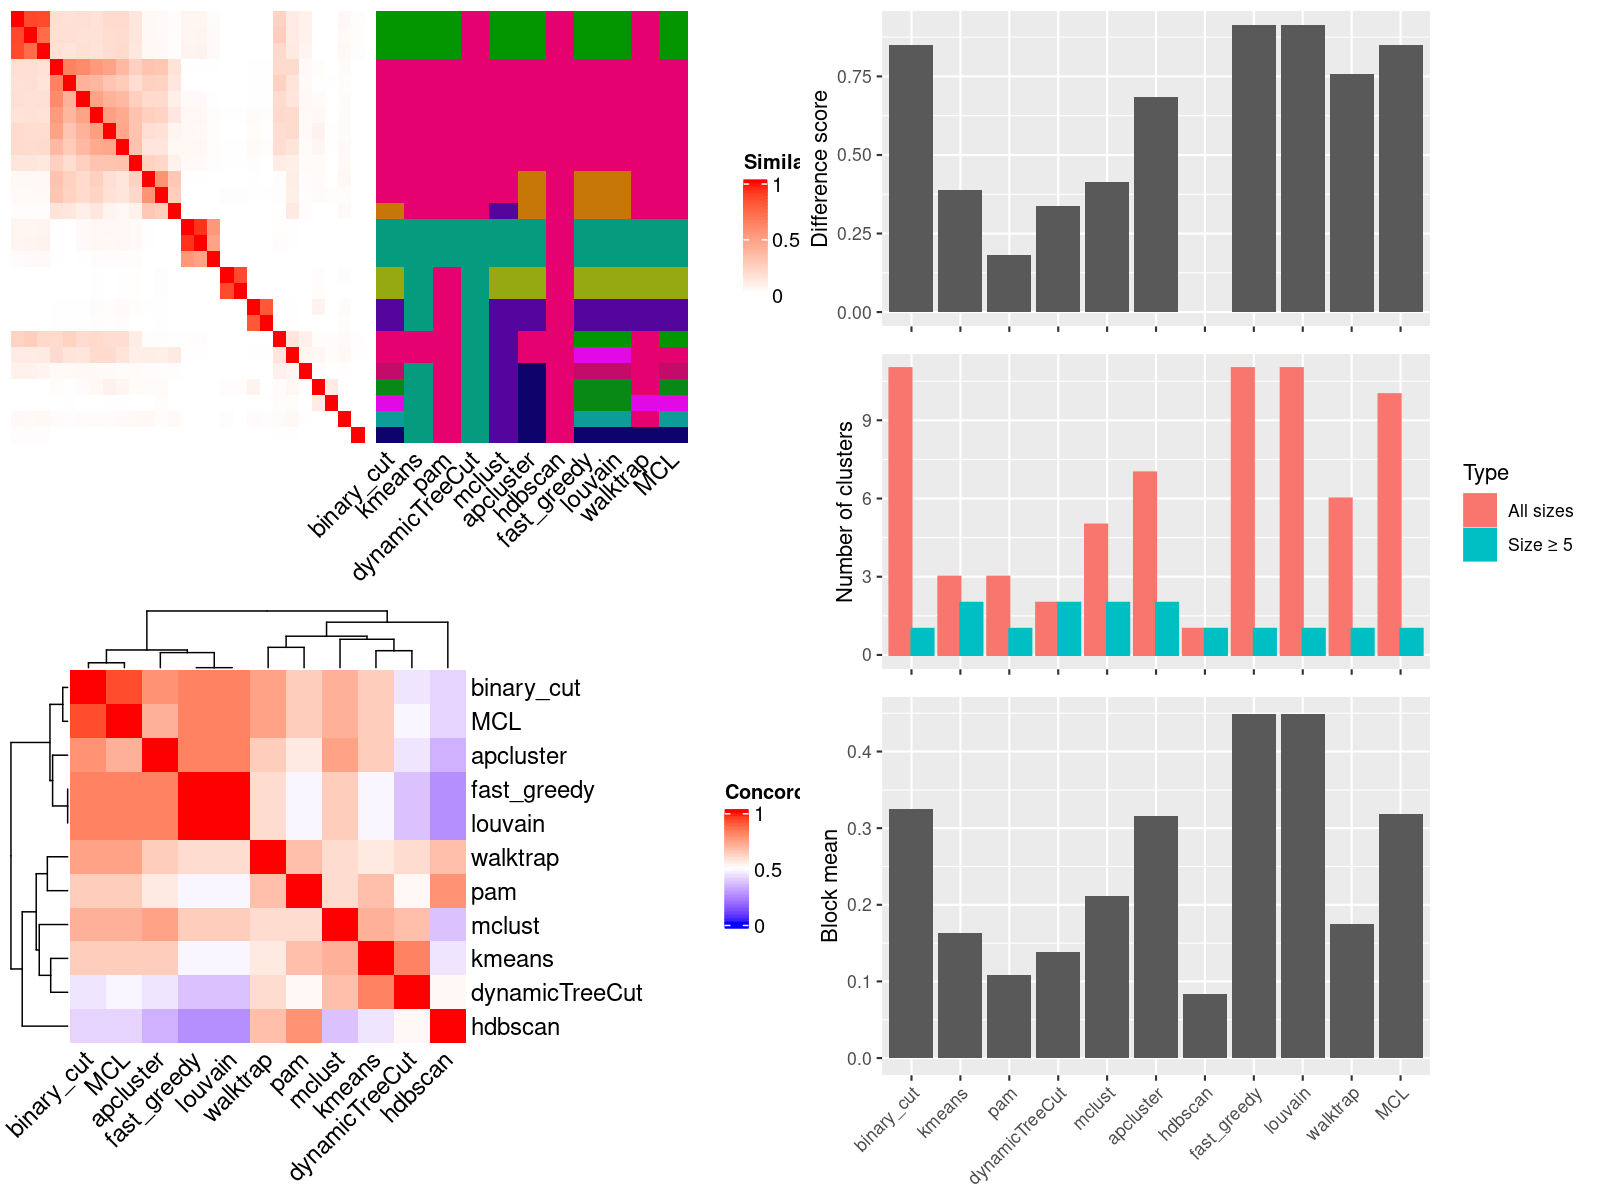 Simila
1
0.5
0
binary_cut
kmeans
pam
dynamicTreeCut
mclust
apcluster
hdbscan
fast_greedy
louvain
walktrap
MCL
binary_cut
MCL
apcluster
fast_greedy
louvain
walktrap
pam
mclust
kmeans
dynamicTreeCut
hdbscan
binary_cut
MCL
apcluster
fast_greedy
louvain
walktrap
pam
mclust
kmeans
dynamicTreeCut
hdbscan
Concord
1
0.5
0
Difference score
0.75
0.50
0.25
0.00
Number of clusters
9
6
3
0
Type
All sizes
Size ≥ 5
Block mean
0.4
0.3
0.2
0.1
0.0
binary_cut
kmeans
pam
dynamicTreeCut
mclust
apcluster
hdbscan
fast_greedy
louvain
walktrap
MCL